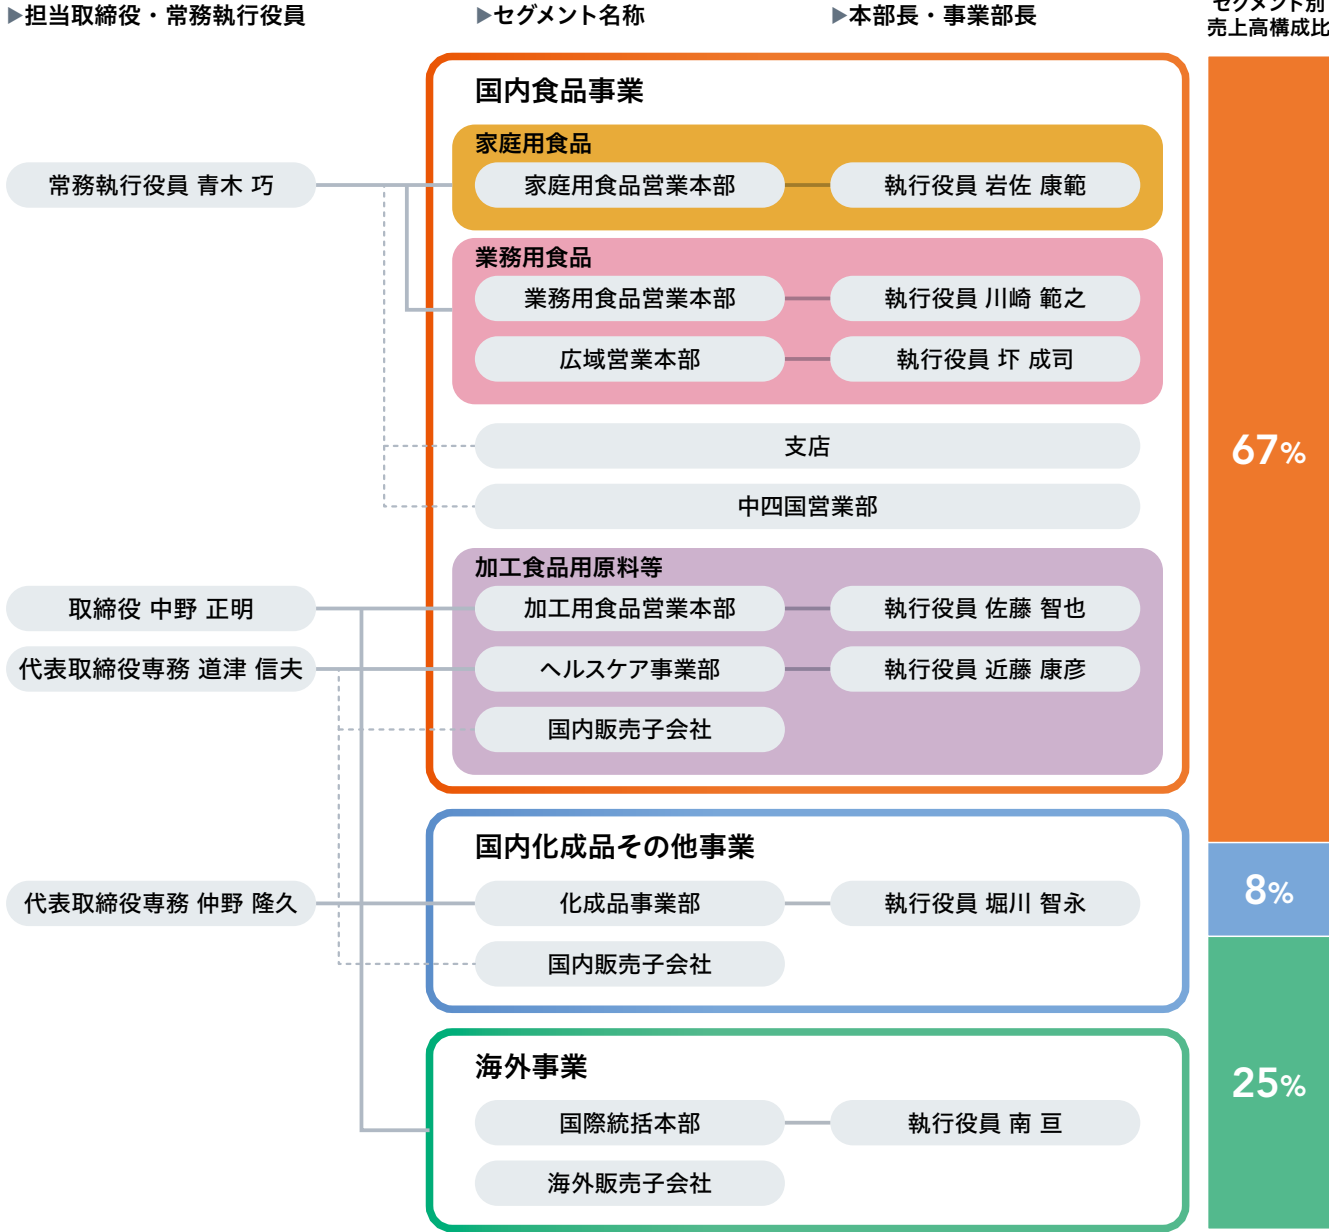 ▶担当取締役・常務執行役員
▶セグメント名称
▶本部長・事業部長
セグメント別
売上高構成比
国内食品事業
家庭用食品
常務執行役員 青木 巧
家庭用食品営業本部
執行役員 岩佐 康範
業務用食品
業務用食品営業本部
執行役員 川崎 範之
広域営業本部
執行役員 圷 成司
支店
67%
中四国営業部
加工食品用原料等
取締役 中野 正明
加工用食品営業本部
執行役員 佐藤 智也
代表取締役専務 道津 信夫
ヘルスケア事業部
執行役員 近藤 康彦
国内販売子会社
国内化成品その他事業
代表取締役専務 仲野 隆久
化成品事業部
執行役員 堀川 智永
8%
国内販売子会社
海外事業
25%
国際統括本部
執行役員 南 亘
海外販売子会社